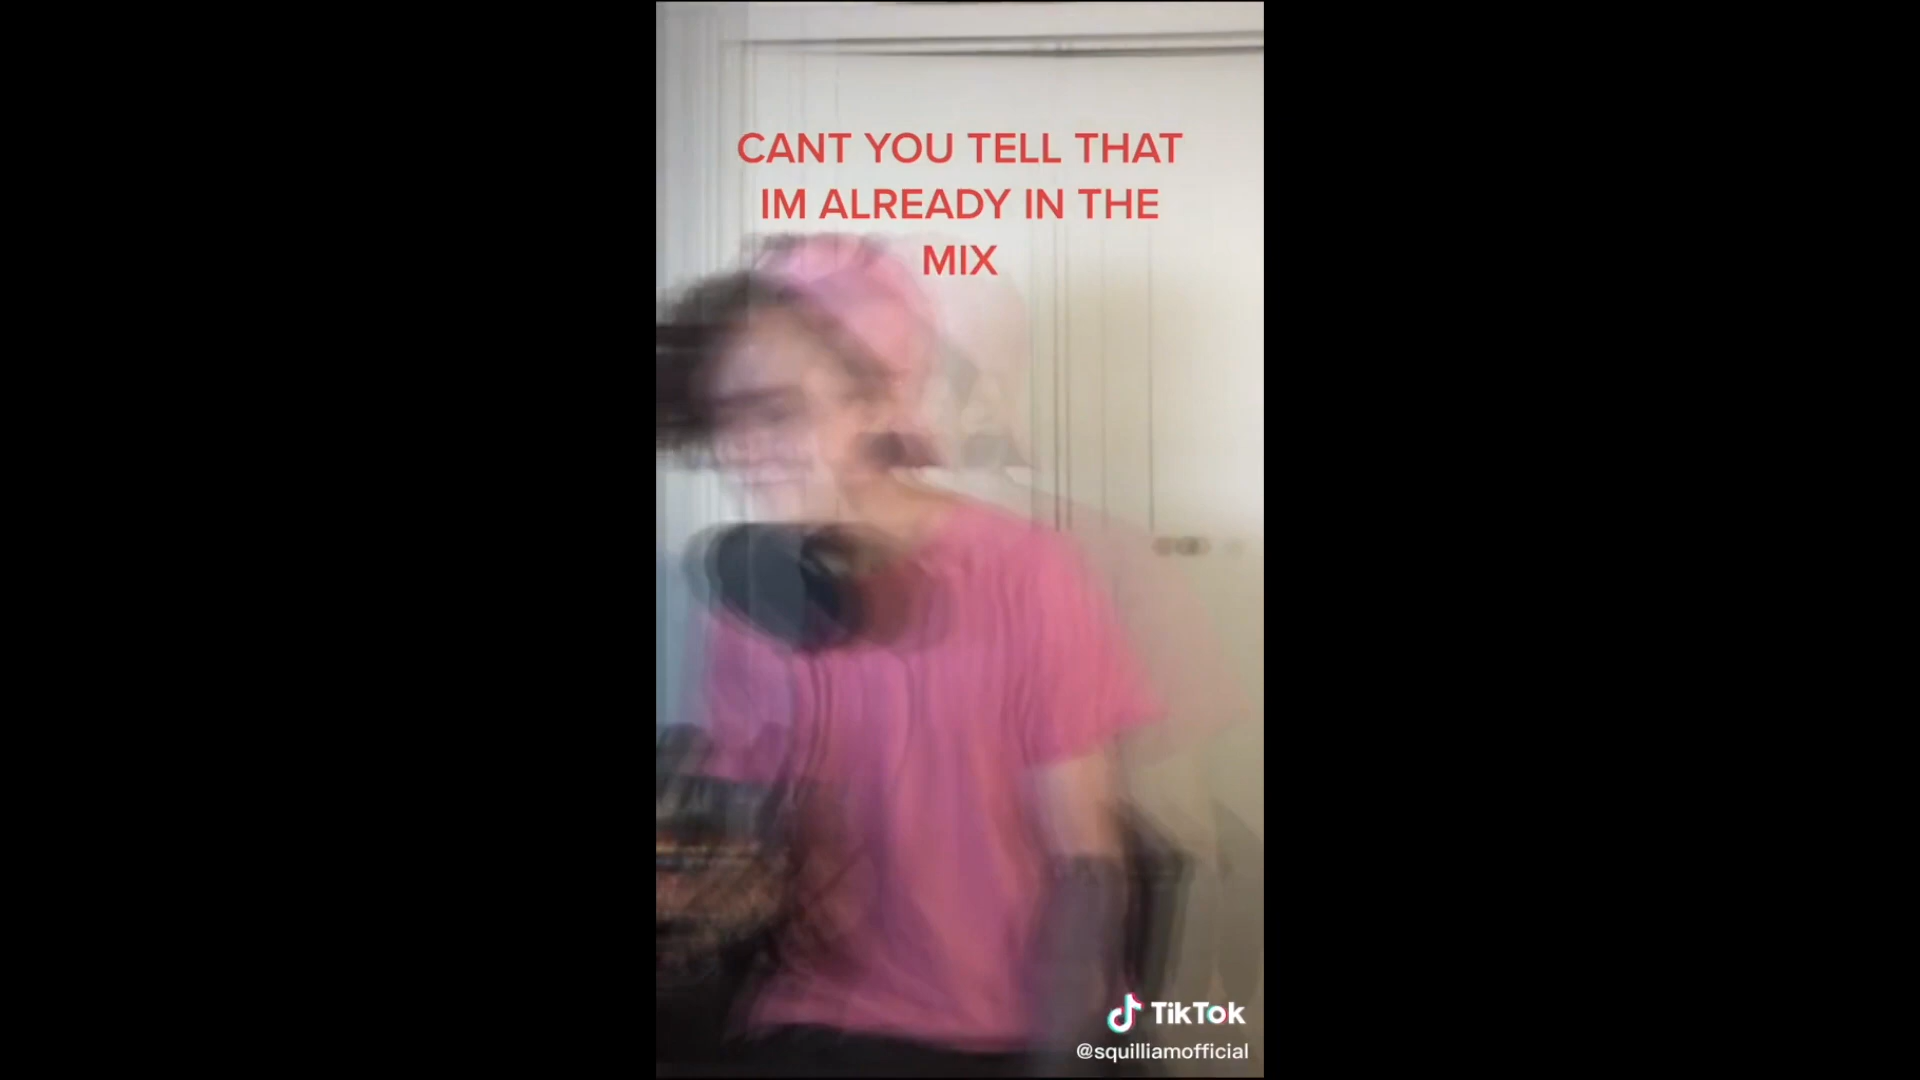 CANT YOU TELL THAT
IM ALREADY IN THE
MIX
TikTok
@squilliamofficial